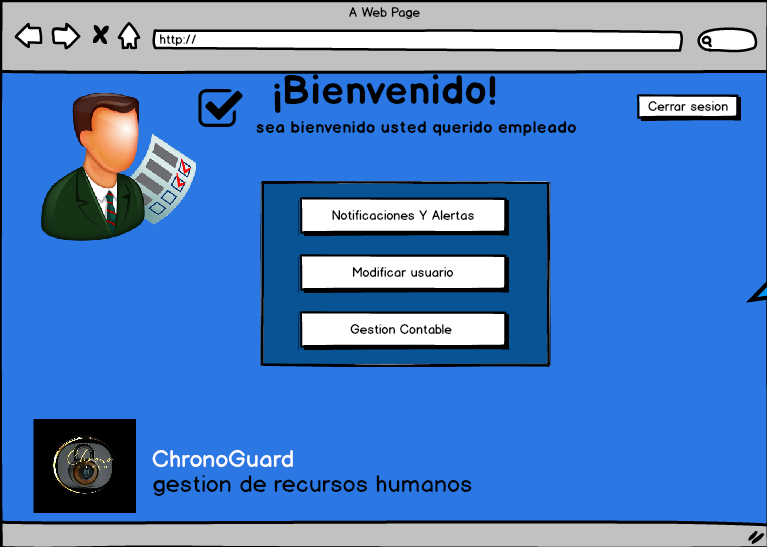 A Web Page
http://
¡Bienvenido!
sea bienvenido usted querido empleado
Cerrar sesion
Notificaciones Y Alertas
Modificar usuario
Gestion Contable
Chrono
ChronoGuard
gestion de recursos humanos